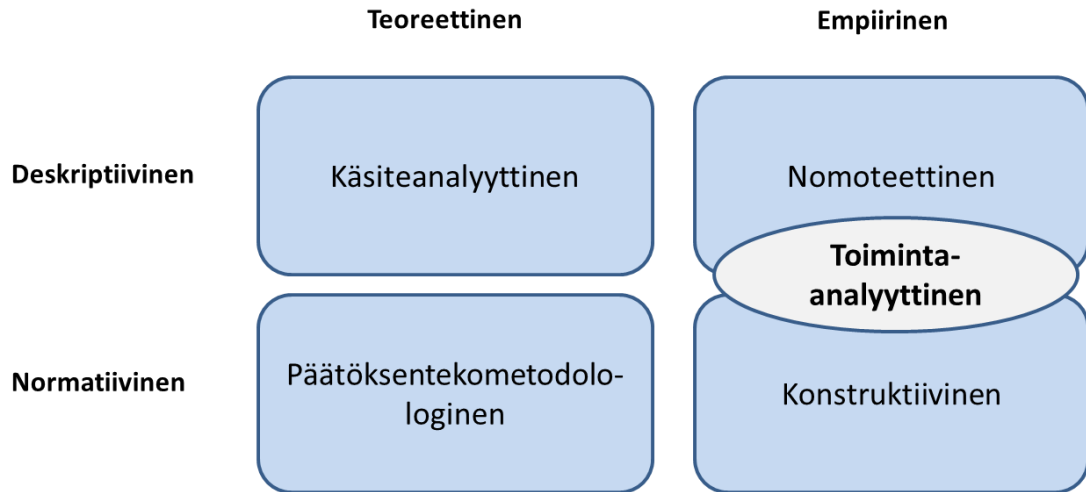 Teoreettinen Empiirinen
Deskriptiivinen Käsiteanalyyttinen Nomoteettinen
Toiminta-
analyyttinen
Normatiivinen Päätöksentekometodolo- Konstruktiivinen
loginen